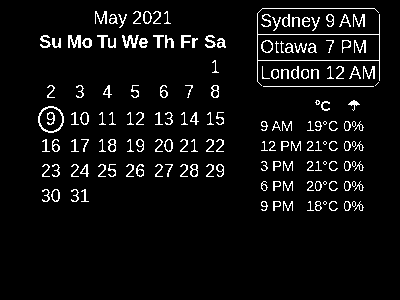 May 2021
Su Mo Tu We Th Fr Sa
1
2 3 4 5 6 7 8
9 10 11 12 13 14 15
16 17 18 19 20 21 22
23 24 25 26 27 28 29
30 31
Sydney 9 AM
Ottawa 7 PM
London 12 AM
°C
9 AM 19°C 0%
12 PM 21°C 0%
3 PM 21°C 0%
6 PM 20°C 0%
9 PM 18°C 0%